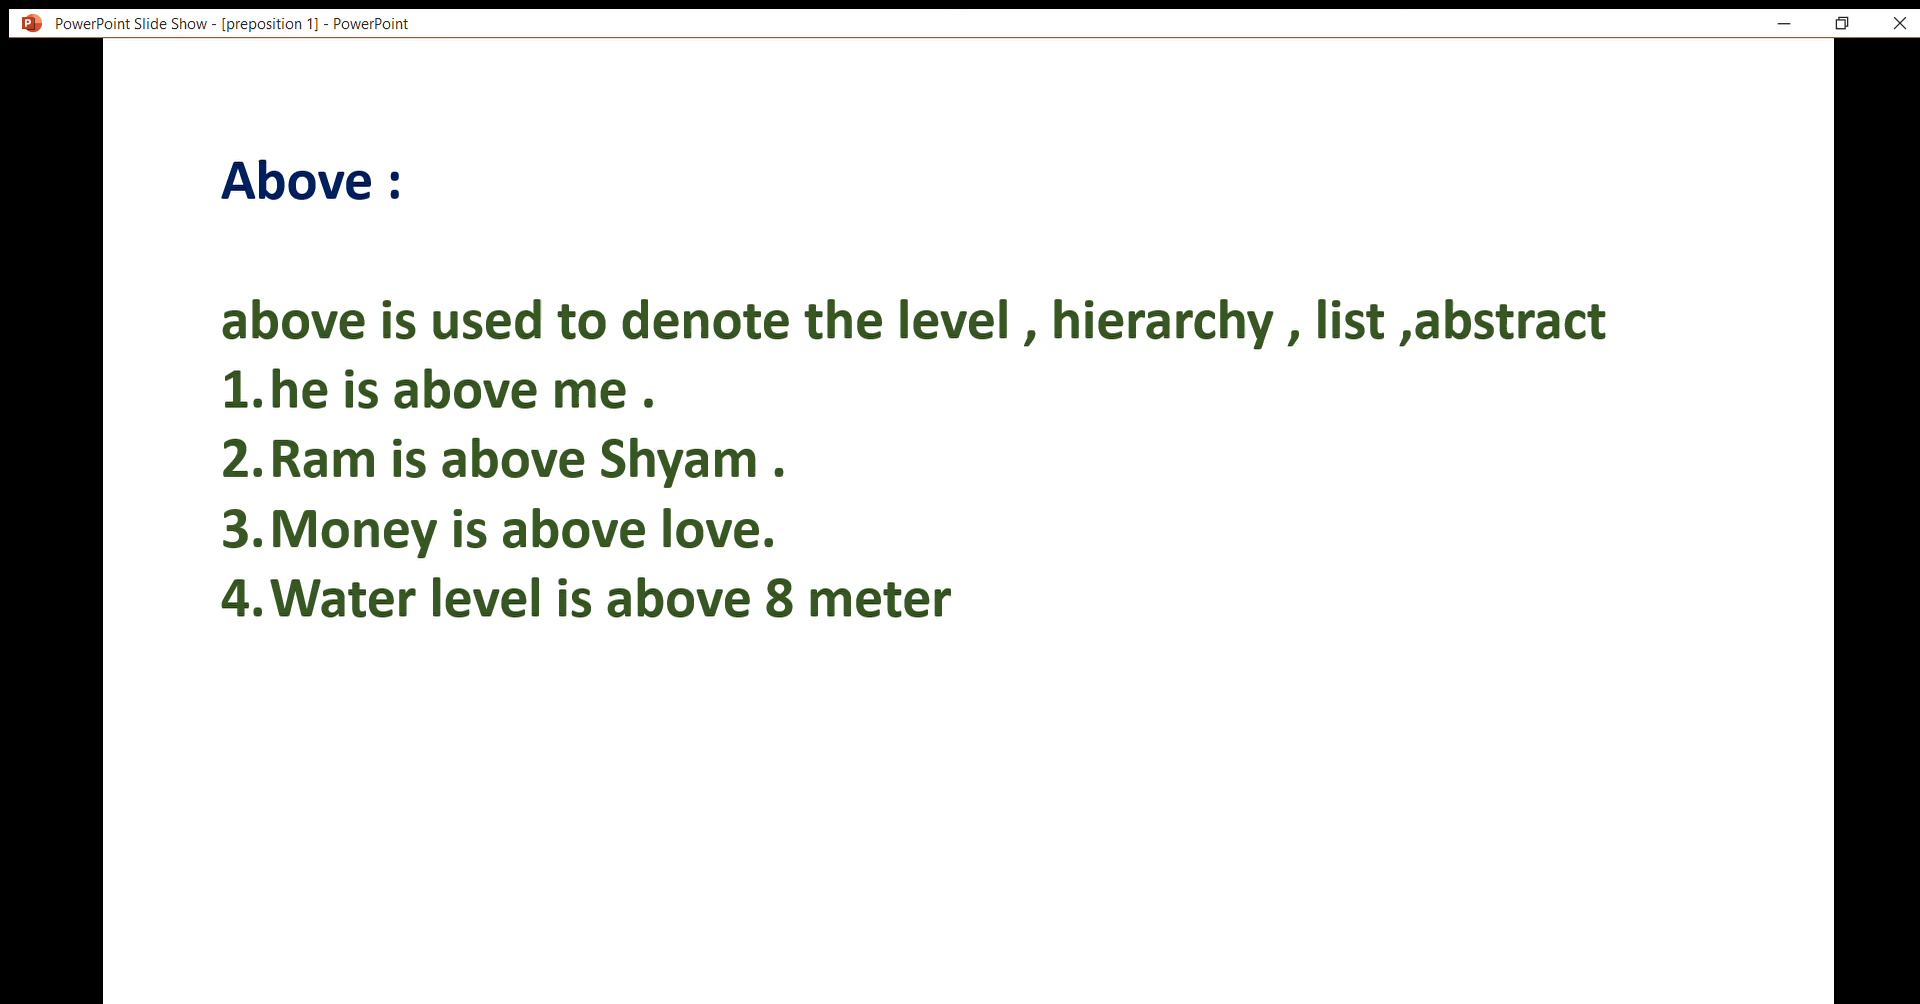 PowerPoint Slide Show - [preposition 1] - PowerPoint
Above :
above is used to denote the level , hierarchy , list ,abstract
1.he is above me .
2.Ram is above Shyam .
3.Money is above love.
4.Water level is above 8 meter